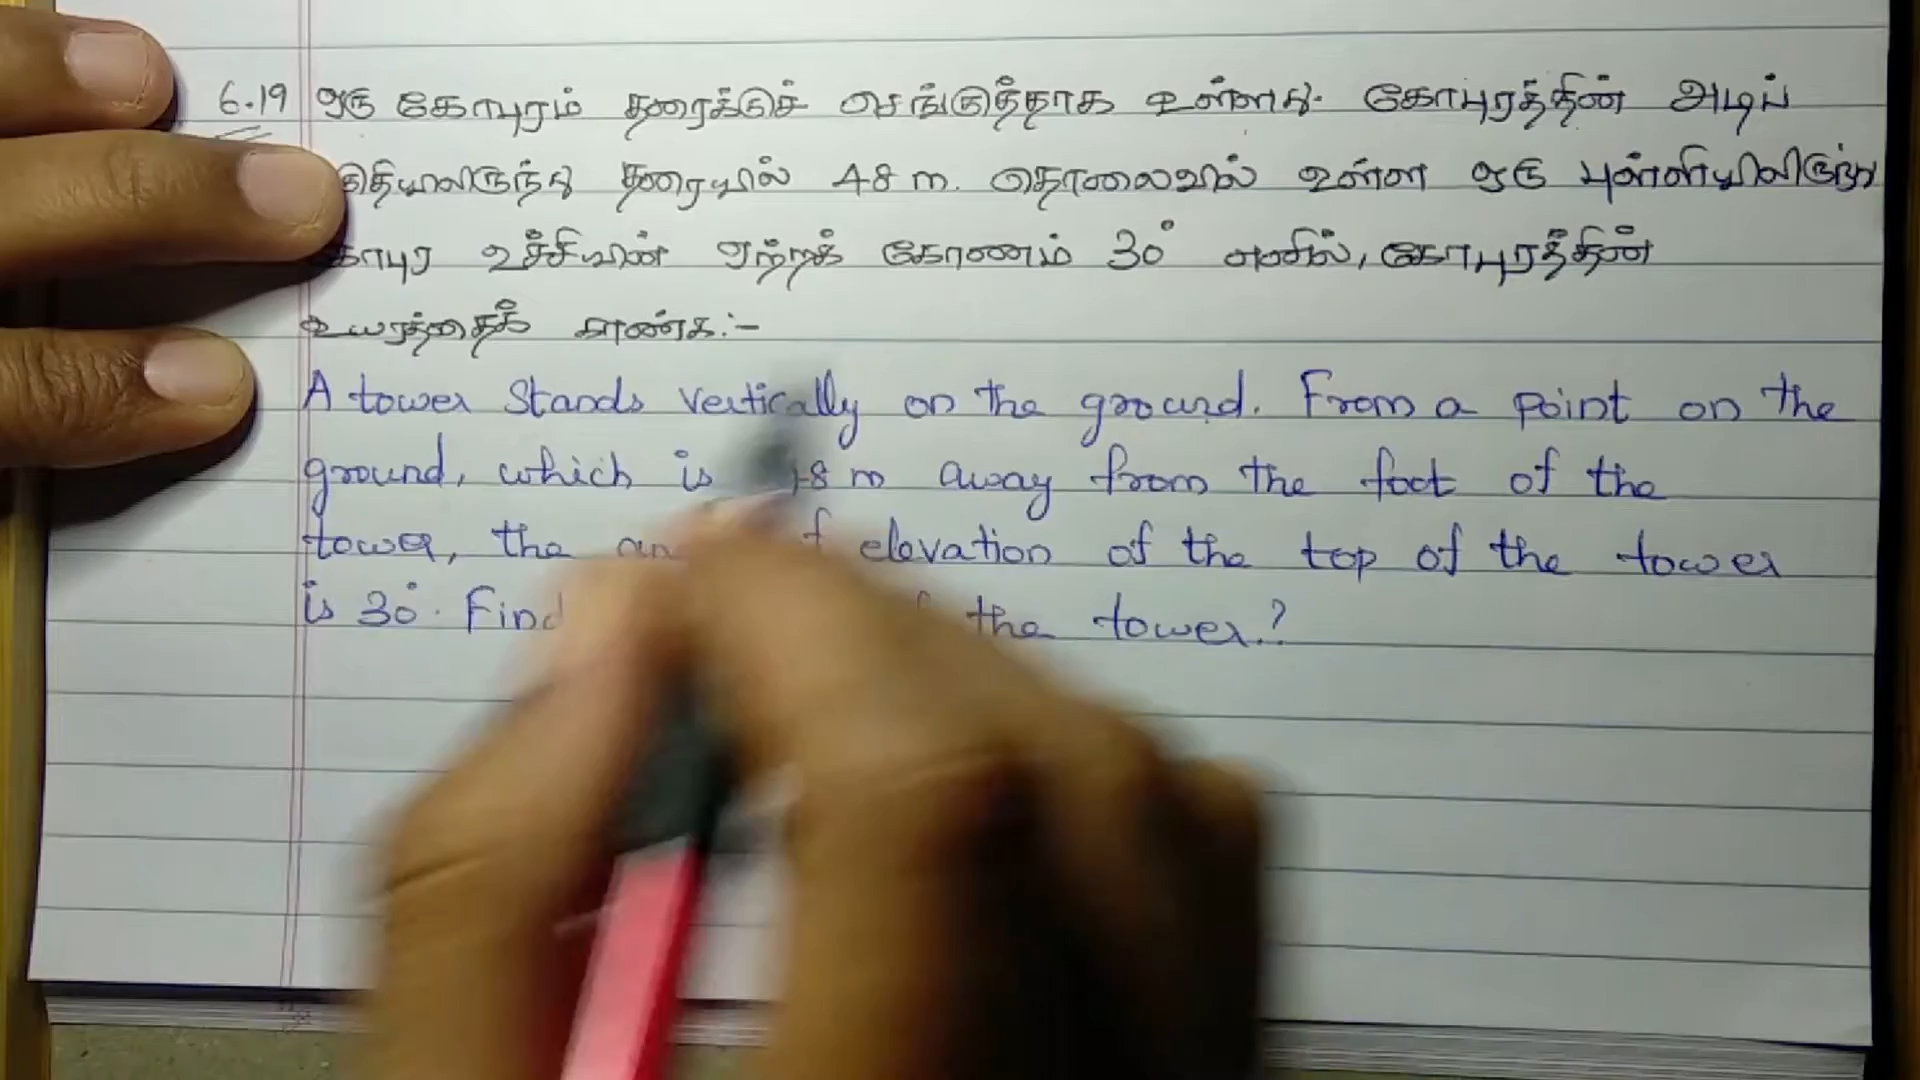 6.19 ஒரு கோபுரம் தரைக்குச் செங்குத்தாக உள்ளது. கோபுரத்தின் அடிப்
தரையில் 48 m. தொலைவில் உள்ள ஒரு புள்ளியிலிருந்து
உச்சியின் ஏற்றக் கோணம் 30° எனில், கோபுரத்தின்
உயரத்தைக் காண்க:-
A tower stands vertically on the ground. From a point on the
ground, which is 48 m away from the foot of the
tower, the elevation of the top of the tower
is 30°. Find the tower.?